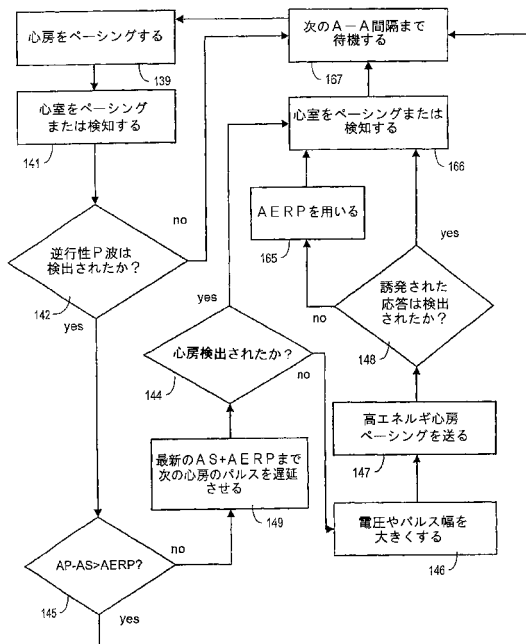 心房をペーシングする
139
心室をペーシング
または検知する
141
逆行性P波は
検出されたか？
142
no
yes
AP-AS>AERP?
145
no
yes
最新のAS+AERPまで
次の心房のパルスを遅延
させる
149
心房検出されたか？
144
yes
no
電圧やパルス幅を
大きくする
146
高エネルギ心房
ペーシングを送る
147
誘発された
応答は検出
されたか？
148
no
yes
AERPを用いる
165
心室をペーシングまたは
検知する
166
次のA－A間隔まで
待機する
167